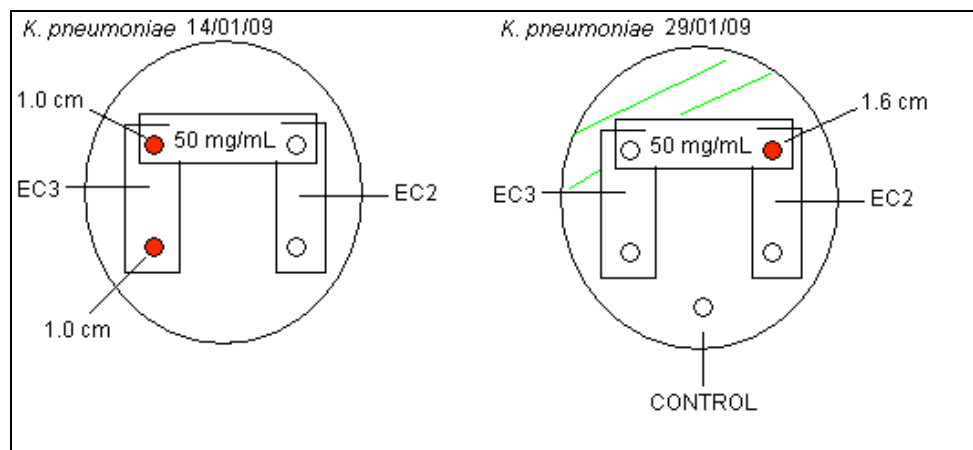 K. pneumoniae 14/01/09
1.0 cm
50 mg/mL
EC3
EC2
1.0 cm
K. pneumoniae 29/01/09
1.6 cm
50 mg/mL
EC3
EC2
CONTROL